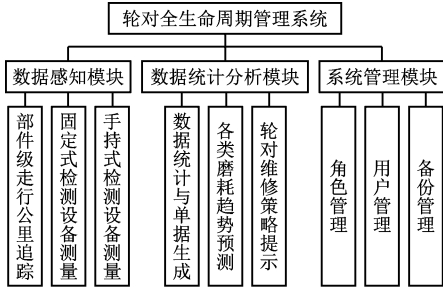 轮对全生命周期管理系统
数据感知模块
数据统计分析模块
系统管理模块
部件级走行公里追踪
固定式检测设备测量
手持式检测设备测量
数据统计与单据生成
各类磨耗趋势预测
轮对维修策略提示
角色管理
用户管理
备份管理